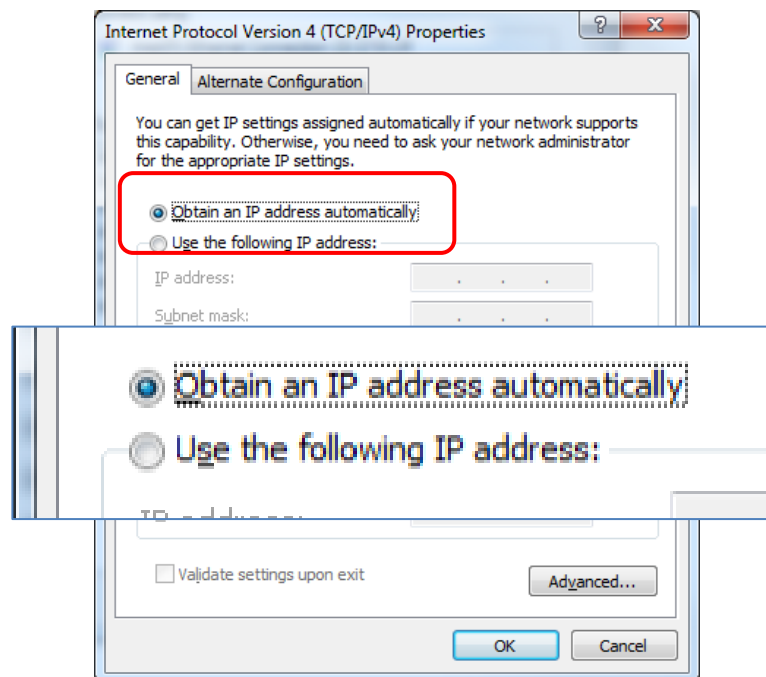 Internet Protocol Version 4 (TCP/IPv4) Properties
General
Alternate Configuration
You can get IP settings assigned automatically if your network supports
this capability. Otherwise, you need to ask your network administrator
for the appropriate IP settings.
Obtain an IP address automatically
Use the following IP address:
IP address:
Subnet mask:
Obtain an IP address automatically
Use the following IP address:
IP address:
Validate settings upon exit
Advanced...
OK
Cancel